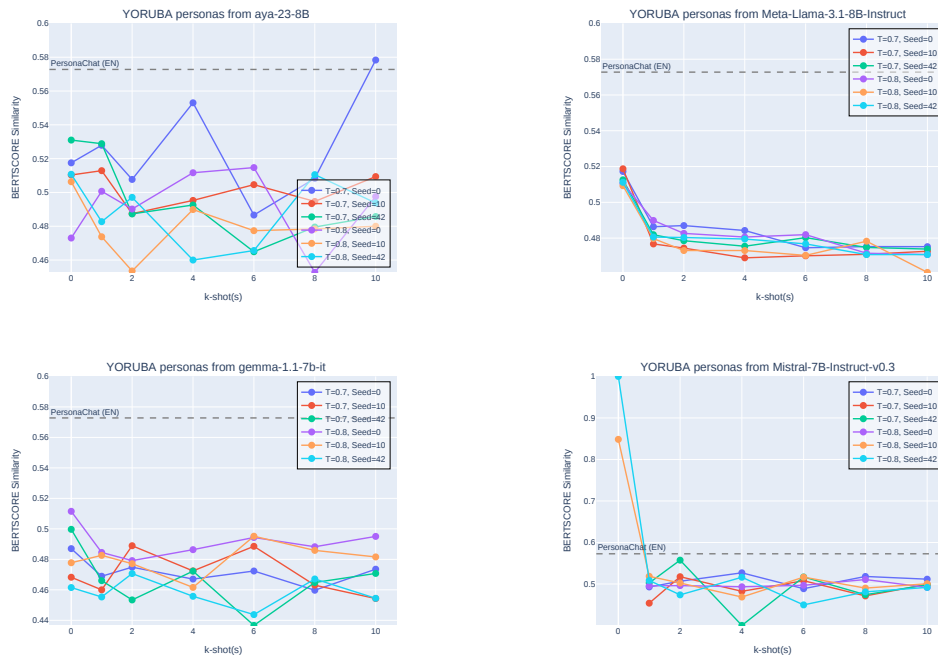 YORUBA personas from aya-23-8B
0.6
0.58
0.56
0.54
0.52
0.5
0.48
0.46
BERTSCORE Similarity
PersonaChat (EN)
T=0.7, Seed=0
T=0.7, Seed=10
T=0.7, Seed=42
T=0.8, Seed=0
T=0.8, Seed=10
T=0.8, Seed=42
0 2 4 6 8 10
k-shot(s)
YORUBA personas from Meta-Llama-3.1-8B-Instruct
0.6
0.58
0.56
0.54
0.52
0.5
0.48
BERTSCORE Similarity
PersonaChat (EN)
T=0.7, Seed=0
T=0.7, Seed=10
T=0.7, Seed=42
T=0.8, Seed=0
T=0.8, Seed=10
T=0.8, Seed=42
0 2 4 6 8 10
k-shot(s)
YORUBA personas from gemma-1.1-7b-it
0.6
0.58
0.56
0.54
0.52
0.5
0.48
0.46
0.44
BERTSCORE Similarity
PersonaChat (EN)
T=0.7, Seed=0
T=0.7, Seed=10
T=0.7, Seed=42
T=0.8, Seed=0
T=0.8, Seed=10
T=0.8, Seed=42
0 2 4 6 8 10
k-shot(s)
YORUBA personas from Mistral-7B-Instruct-v0.3
1
0.9
0.8
0.7
0.6
0.5
BERTSCORE Similarity
PersonaChat (EN)
T=0.7, Seed=0
T=0.7, Seed=10
T=0.7, Seed=42
T=0.8, Seed=0
T=0.8, Seed=10
T=0.8, Seed=42
0 2 4 6 8 10
k-shot(s)